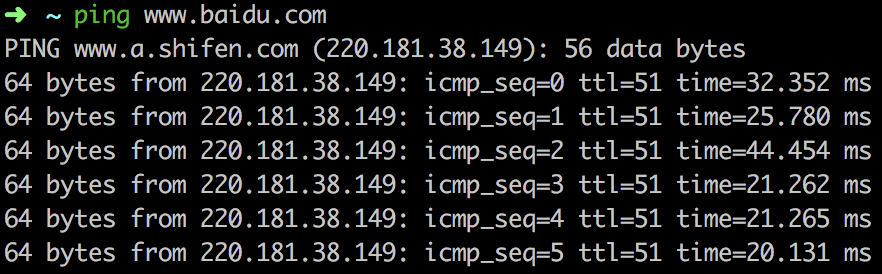 ➜ ~ ping www.baidu.com
PING www.a.shifen.com (220.181.38.149): 56 data bytes
64 bytes from 220.181.38.149: icmp_seq=0 ttl=51 time=32.352 ms
64 bytes from 220.181.38.149: icmp_seq=1 ttl=51 time=25.780 ms
64 bytes from 220.181.38.149: icmp_seq=2 ttl=51 time=44.454 ms
64 bytes from 220.181.38.149: icmp_seq=3 ttl=51 time=21.262 ms
64 bytes from 220.181.38.149: icmp_seq=4 ttl=51 time=21.265 ms
64 bytes from 220.181.38.149: icmp_seq=5 ttl=51 time=20.131 ms